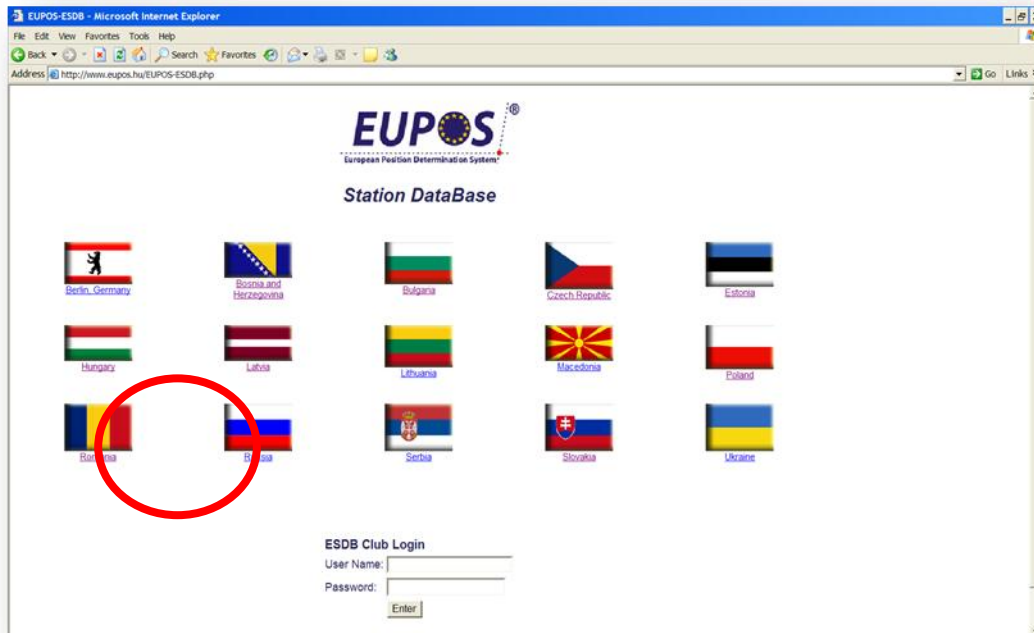 EUPOS-ESDB - Microsoft Internet Explorer
File Edit View Favorites Tools Help
Back Search Favorites
Address http://www.eupos.hu/EUPOS-ESDB.php Go Links
EUPOS®
European Position Determination System
Station DataBase
Berlin, Germany
Bosnia and Herzegovina
Bulgaria
Czech Republic
Estonia
Hungary
Latvia
Lithuania
Macedonia
Poland
Romania
Russia
Serbia
Slovakia
Ukraine
ESDB Club Login
User Name:
Password:
Enter